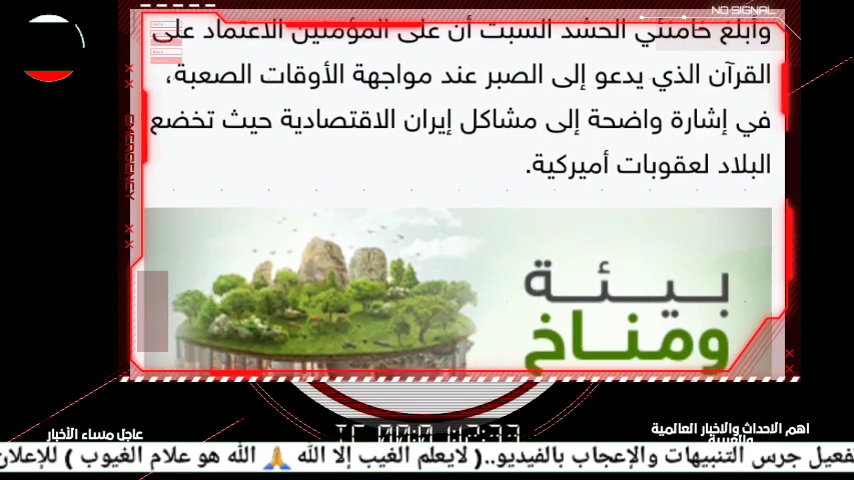 NO SIGNAL
وأبلغ خامنئي الحشد السبت أن على المؤمنين الاعتماد على
القرآن الذي يدعو إلى الصبر عند مواجهة الأوقات الصعبة،
في إشارة واضحة إلى مشاكل إيران الاقتصادية حيث تخضع
البلاد لعقوبات أميركية.
EMERGENCY
بيئة
ومناخ
اهم الاحداث والاخبار العالمية
والعربية
عاجل مساء الأخبار
تفعيل جرس التنبيهات والإعجاب بالفيديو..( لايعلم الغيب إلا الله 🙏 الله هو علام الغيوب ) للإعلان